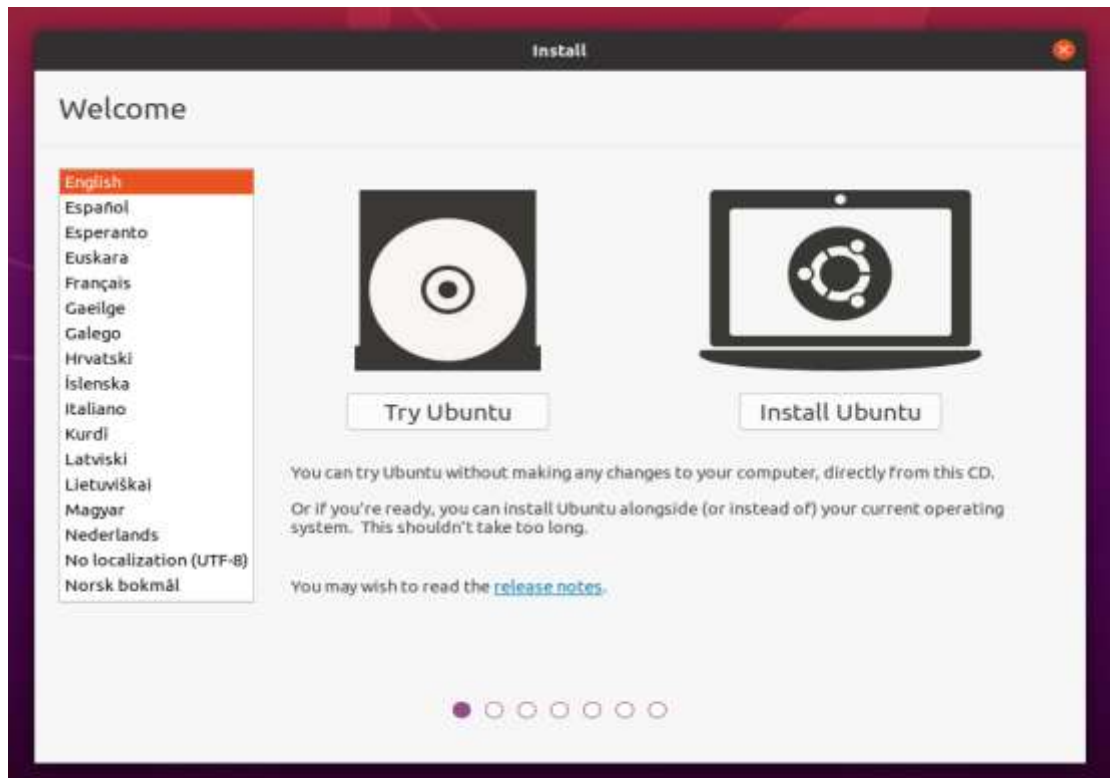 Install
Welcome
English
Español
Esperanto
Euskara
Français
Gaeilge
Galego
Hrvatski
Íslenska
Italiano
Kurdî
Latviski
Lietuviškai
Magyar
Nederlands
No localization (UTF-8)
Norsk bokmål
Try Ubuntu
Install Ubuntu
You can try Ubuntu without making any changes to your computer, directly from this CD.
Or if you're ready, you can install Ubuntu alongside (or instead of) your current operating
system. This shouldn't take too long.
You may wish to read the release notes.